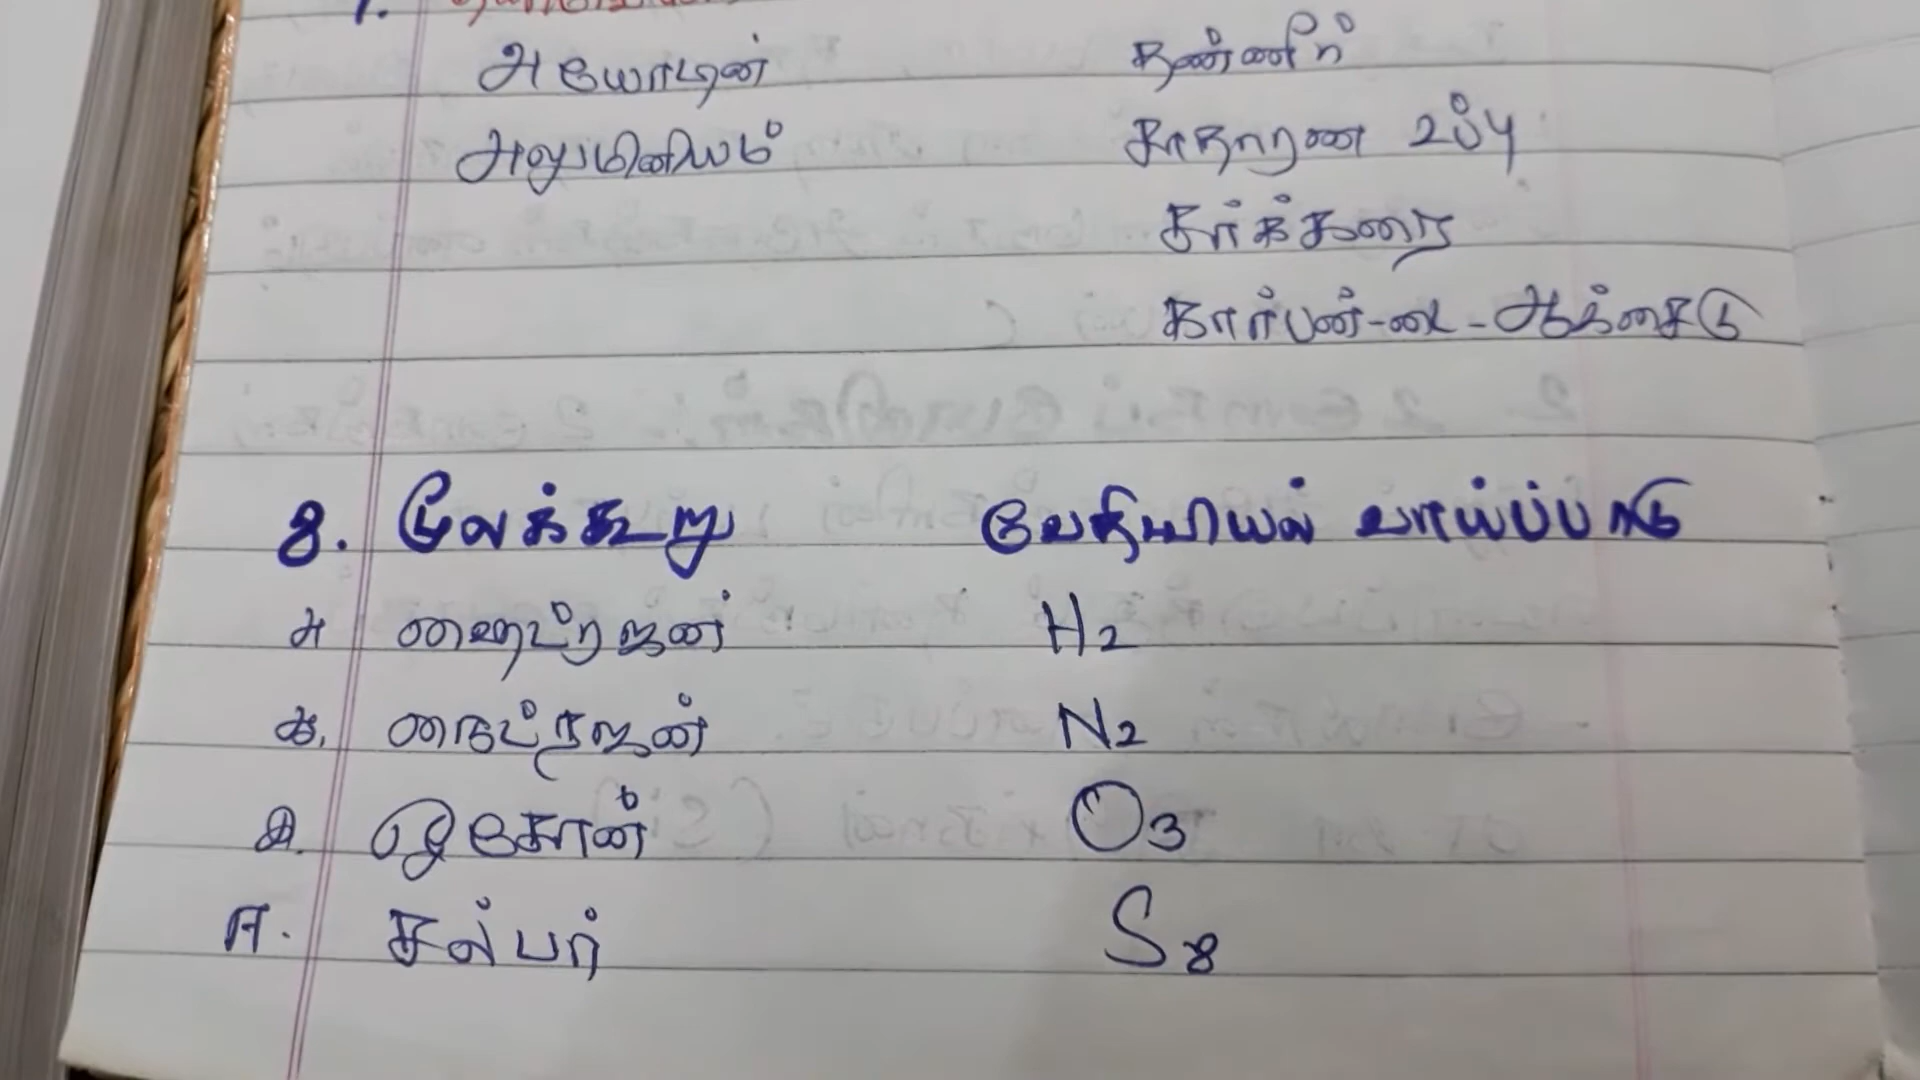 7.
அயோடின் தண்ணீர்
அலுமினியம் சாதாரண உப்பு
சர்க்கரை
கார்பன்-டை-ஆக்சைடு
8. மூலக்கூறு வேதியியல் வாய்ப்பாடு
அ ஹைட்ரஜன் H2
ஆ. நைட்ரஜன் N2
இ. ஓசோன் O3
ஈ. சல்பர் S8